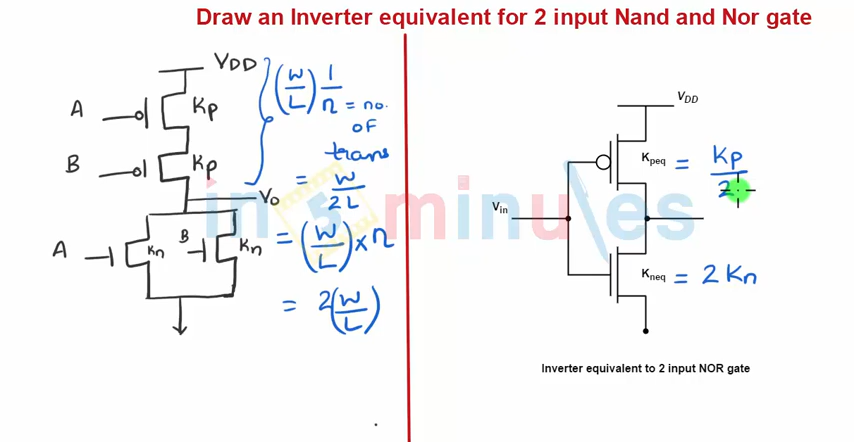 Draw an Inverter equivalent for 2 input Nand and Nor gate
VDD
A
Kp
B
Kp
Vo
A
Kn
B
Kn
(W/L) 1/n = no.
OF
trans
= W/2L
= (W/L) × n
= 2(W/L)
in 5 minutes
VDD
Kpeq = Kp/2
Vin
Kneq = 2 Kn
Inverter equivalent to 2 input NOR gate